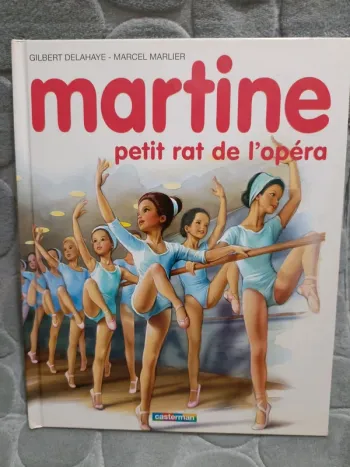 GILBERT DELAHAYE - MARCEL MARLIER
martine
petit rat de l'opéra
casterman